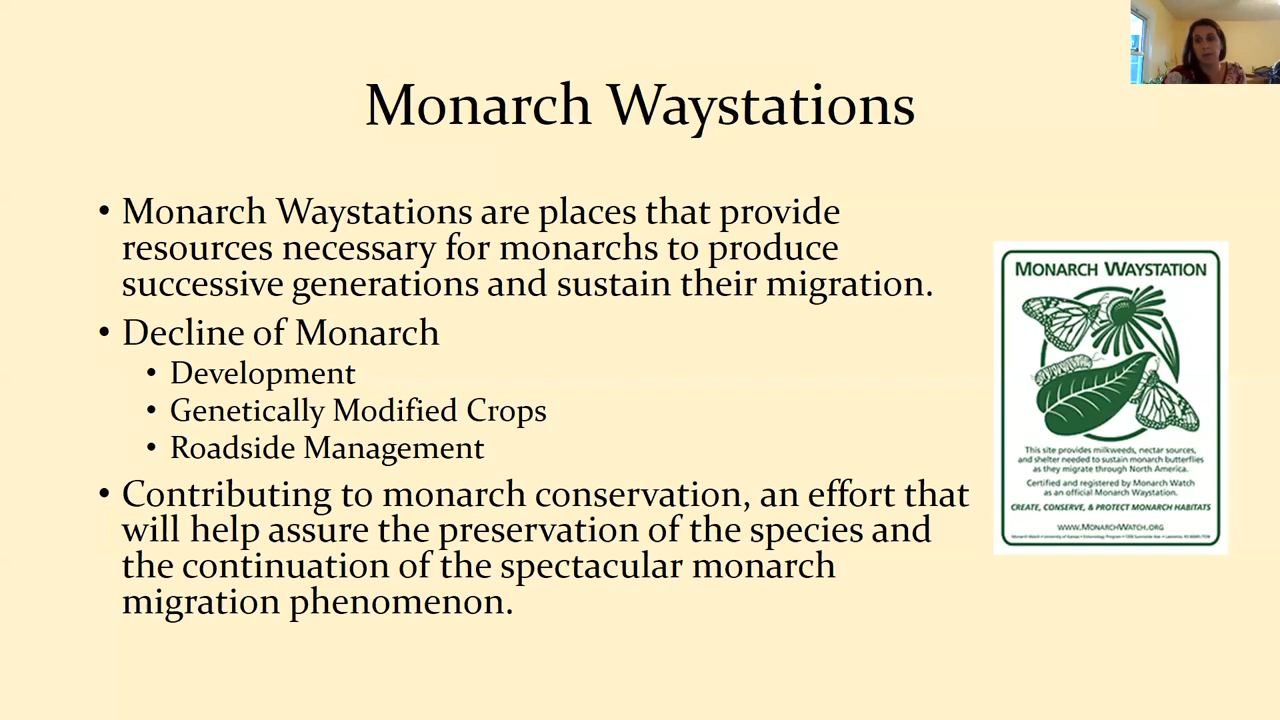 Monarch Waystations
• Monarch Waystations are places that provide
resources necessary for monarchs to produce
successive generations and sustain their migration.
• Decline of Monarch
• Development
• Genetically Modified Crops
• Roadside Management
• Contributing to monarch conservation, an effort that
will help assure the preservation of the species and
the continuation of the spectacular monarch
migration phenomenon.
MONARCH WAYSTATION
This site provides milkweeds, nectar sources,
and shelter needed to sustain monarch butterflies
as they migrate through North America.
Certified and registered by Monarch Watch
as an official Monarch Waystation.
CREATE, CONSERVE, & PROTECT MONARCH HABITATS
WWW.MONARCHWATCH.ORG